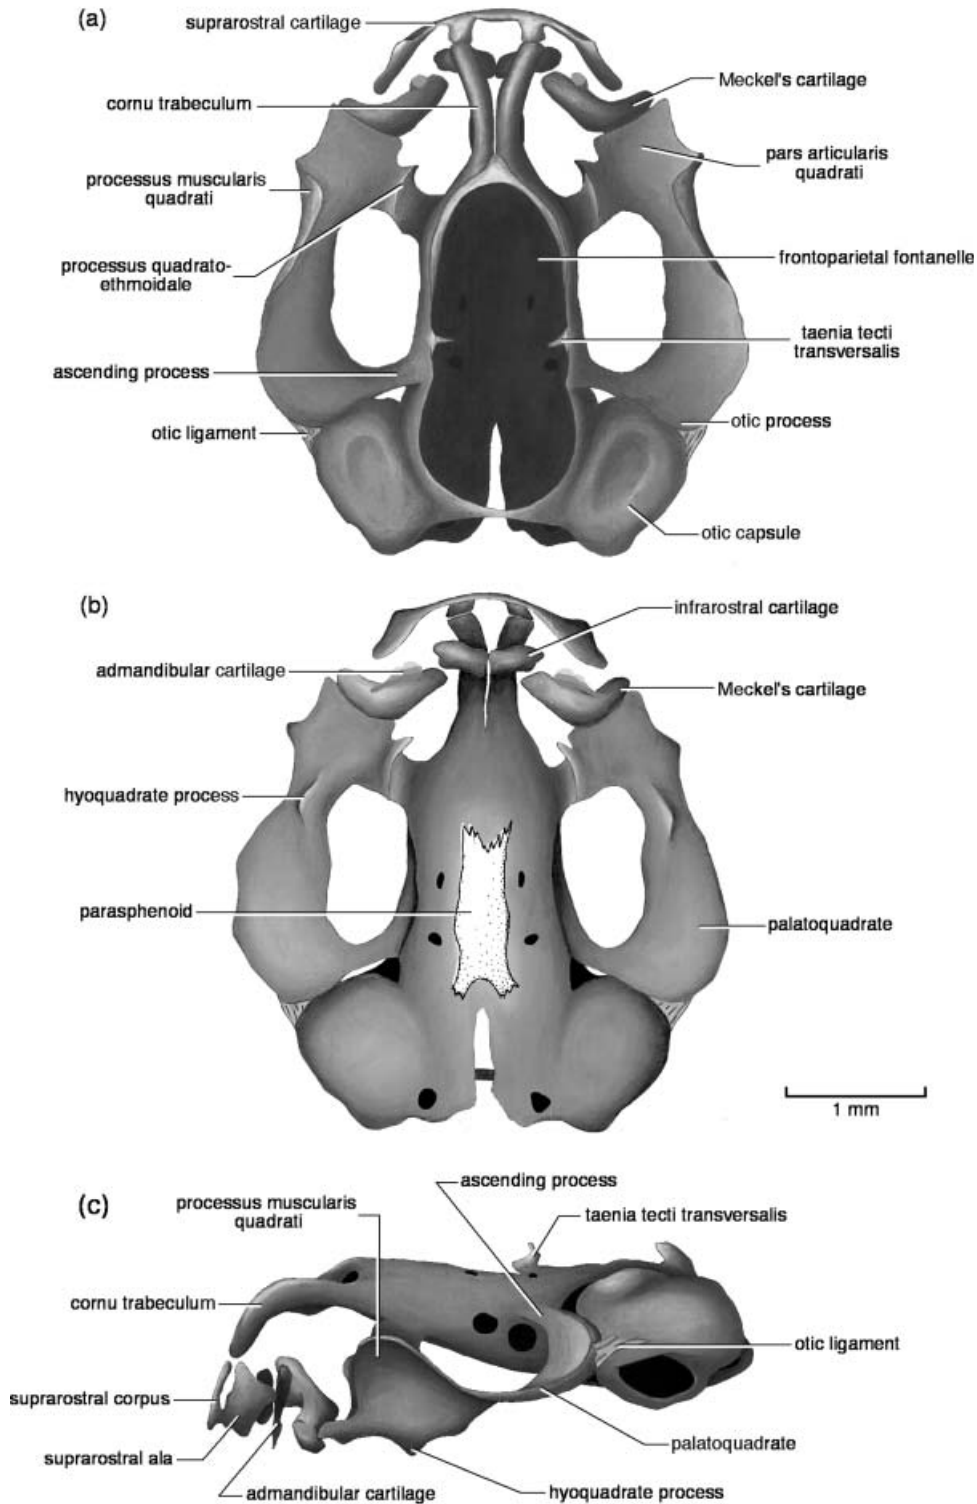 (a)
suprarostral cartilage
Meckel's cartilage
cornu trabeculum
pars articularis
quadrati
processus muscularis
quadrati
processus quadrato-
ethmoidale
frontoparietal fontanelle
taenia tecti
transversalis
ascending process
otic process
otic ligament
otic capsule
(b)
infrarostral cartilage
admandibular cartilage
Meckel's cartilage
hyoquadrate process
parasphenoid
palatoquadrate
1 mm
(c)
ascending process
processus muscularis
quadrati
taenia tecti transversalis
cornu trabeculum
otic ligament
suprarostral corpus
suprarostral ala
palatoquadrate
admandibular cartilage
hyoquadrate process